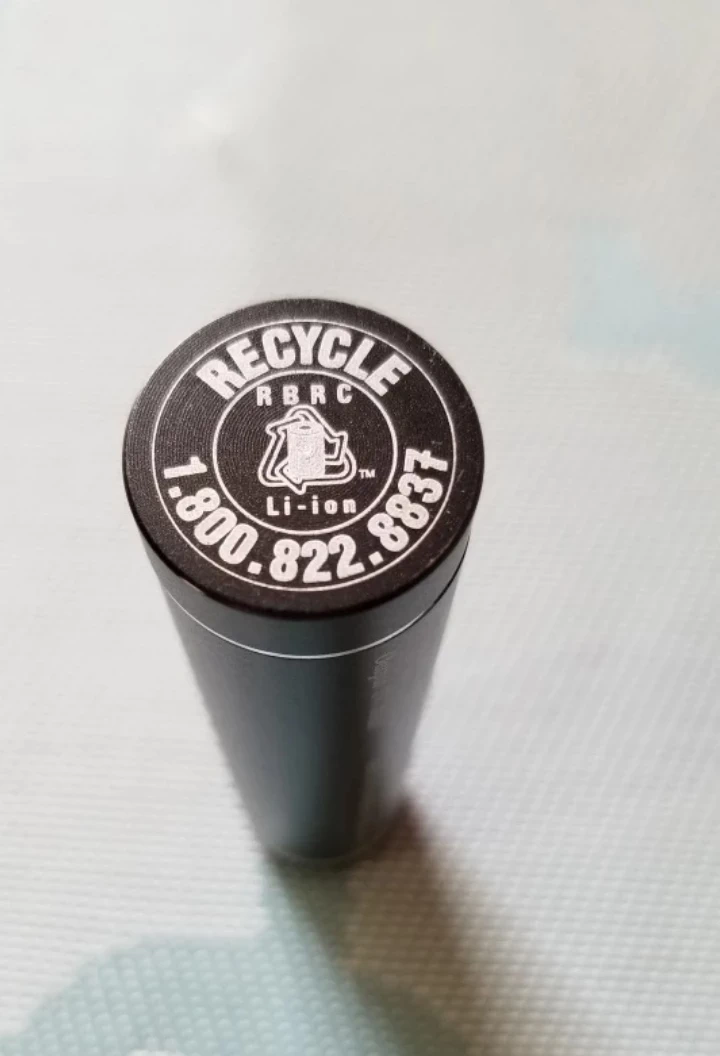 RECYCLE
RBRC
TM
Li-ion
1.800.822.8837